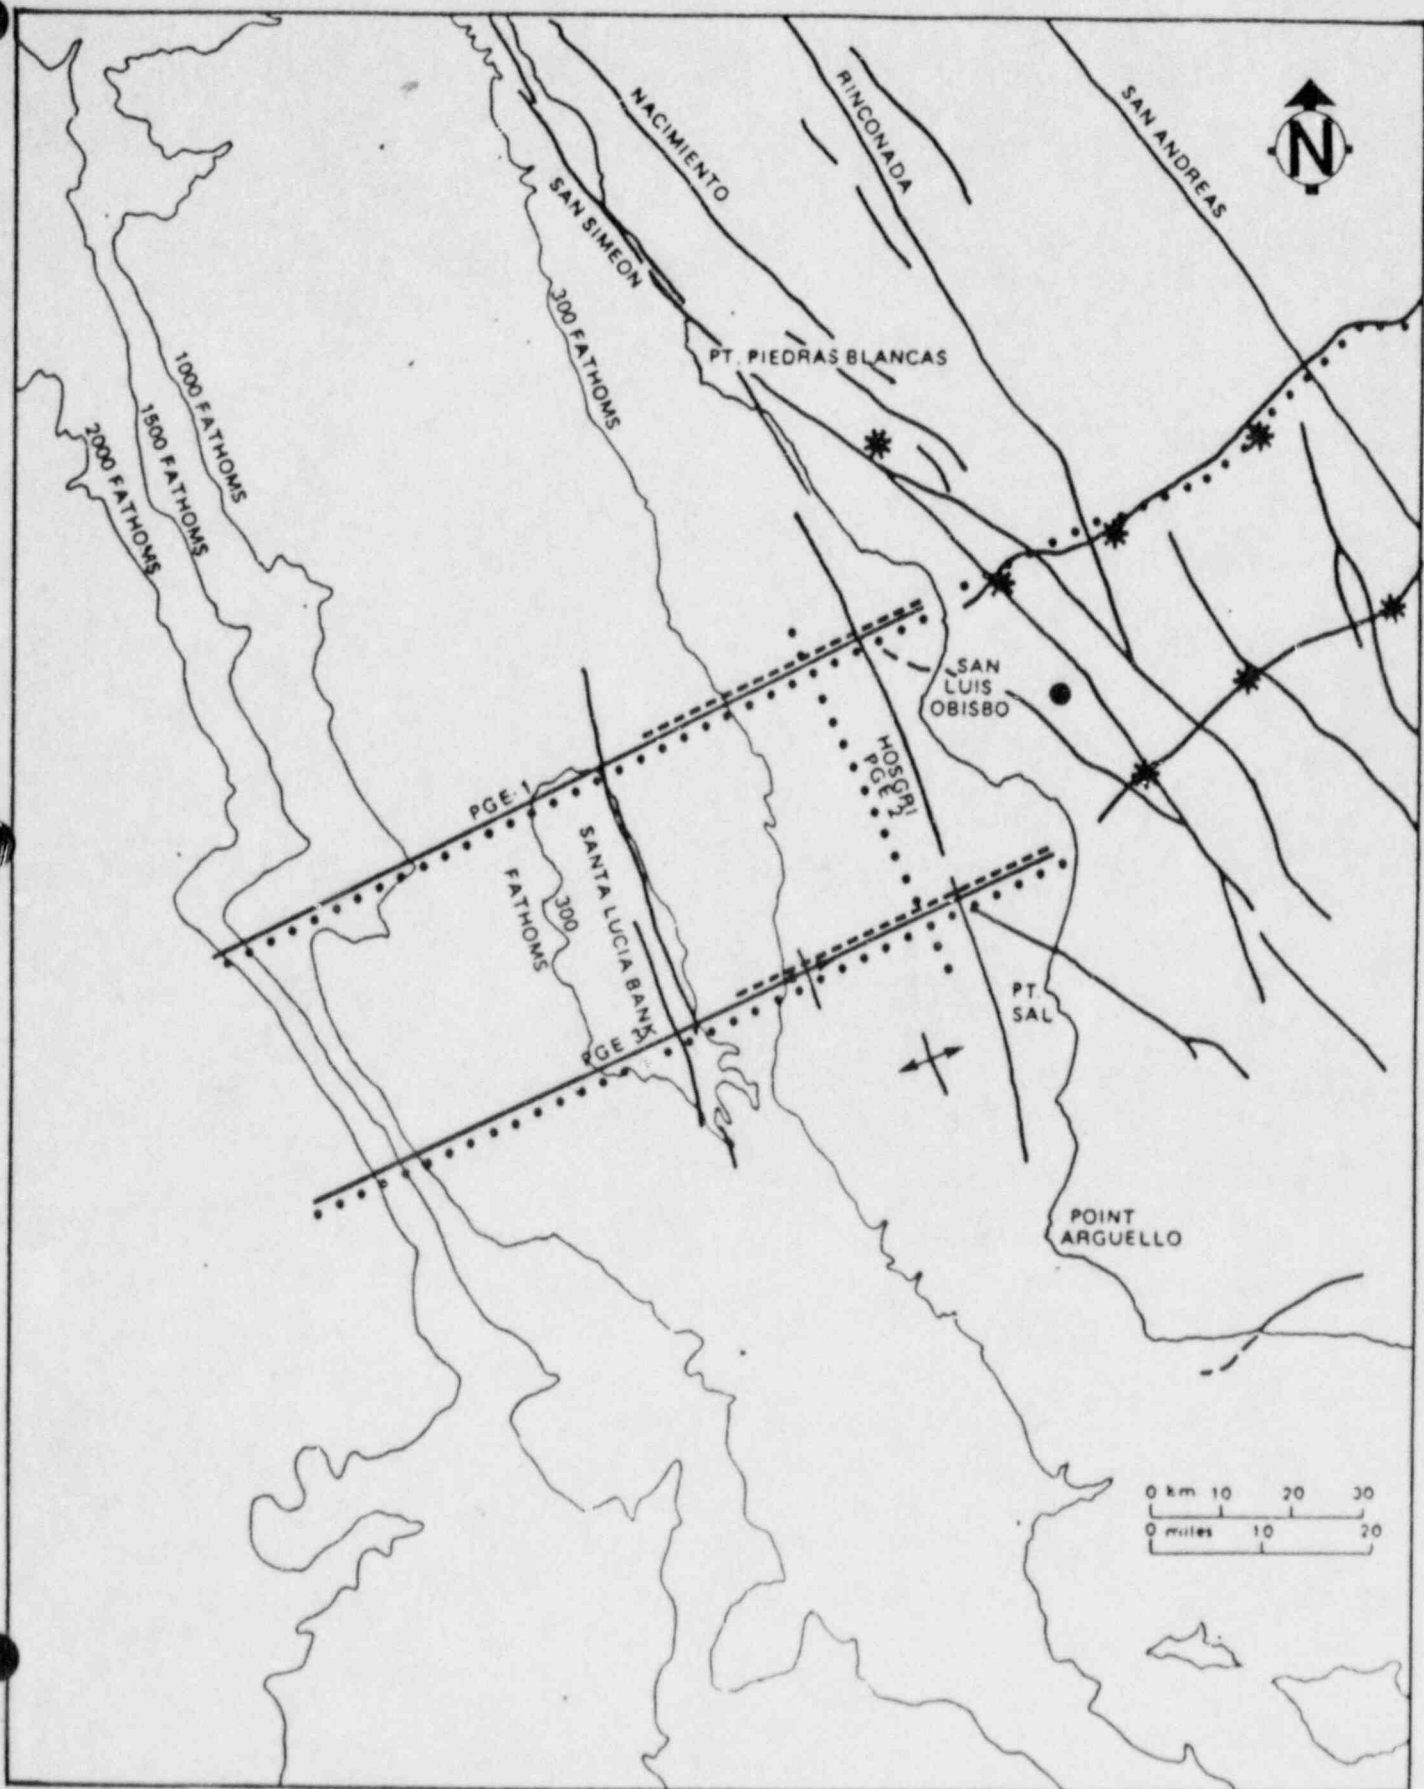 SAN ANDREAS
RINCONADA
NACIMIENTO
N
SAN SIMEON
300 FATHOMS
PT. PIEDRAS BLANCAS
1000 FATHOMS
1500 FATHOMS
2000 FATHOMS
SAN
LUIS
OBISBO
HOSGRI
PGE 2
PGE-1
SANTA LUCIA BANK
300
FATHOMS
PGE
PT.
SAL
POINT
ARGUELLO
0 km 10 20 30
0 miles 10 20